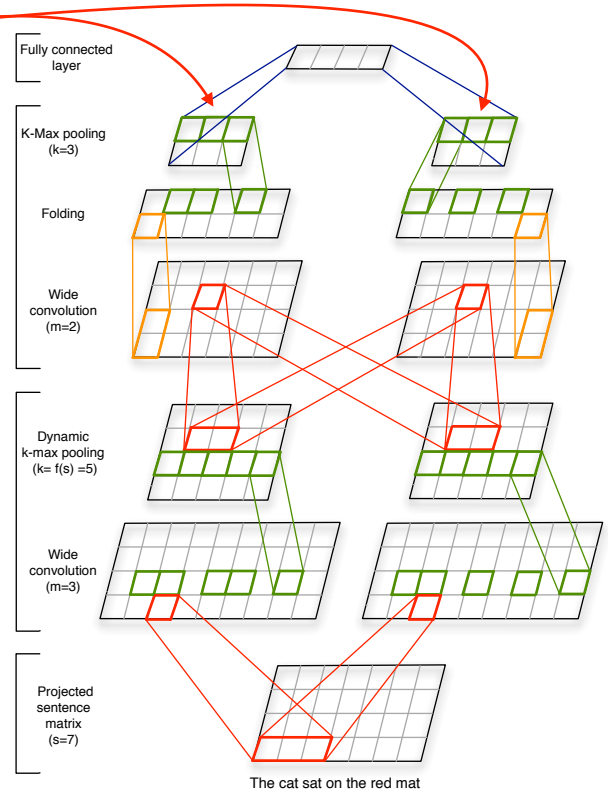 Fully connected
layer
K-Max pooling
(k=3)
Folding
Wide
convolution
(m=2)
Dynamic
k-max pooling
(k= f(s) =5)
Wide
convolution
(m=3)
Projected
sentence
matrix
(s=7)
The cat sat on the red mat